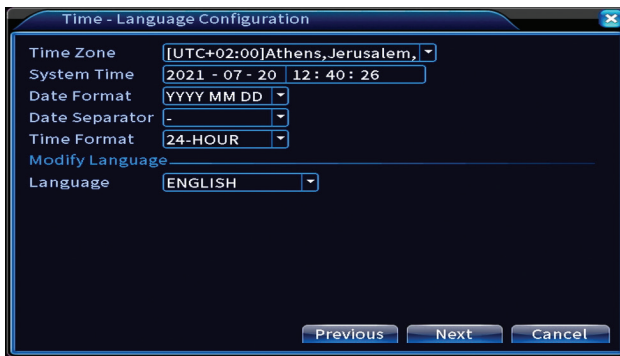 Time - Language Configuration
Time Zone [UTC+02:00]Athens,Jerusalem,
System Time 2021 - 07 - 20 12: 40: 26
Date Format YYYY MM DD
Date Separator -
Time Format 24-HOUR
Modify Language
Language ENGLISH
Previous Next Cancel